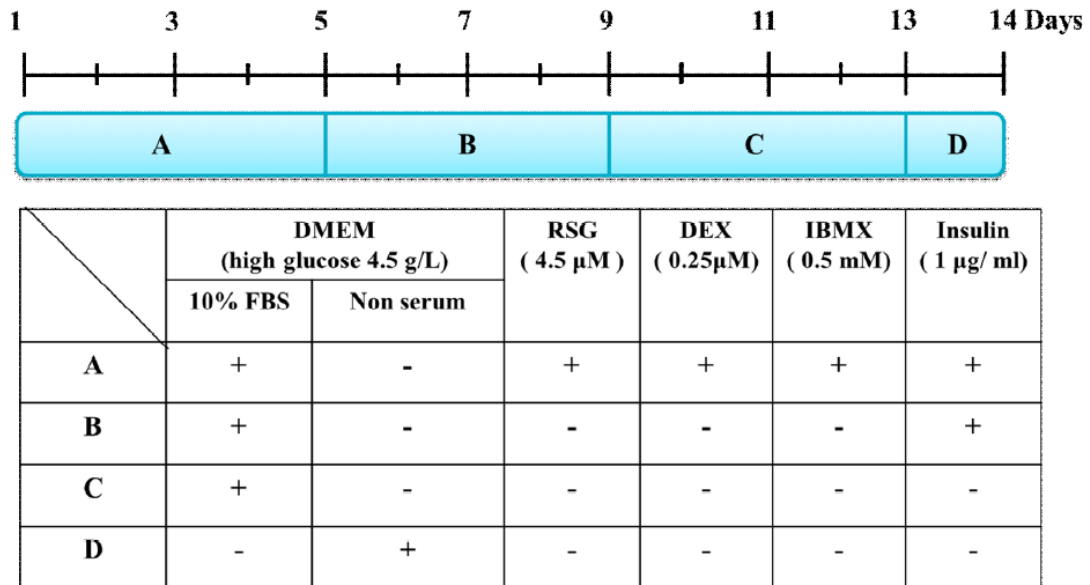 1 3 5 7 9 11 13 14 Days
A B C D
DMEM RSG DEX IBMX Insulin
(high glucose 4.5 g/L) ( 4.5 μM ) ( 0.25μM) ( 0.5 mM) ( 1 μg/ ml)
10% FBS Non serum
A + - + + + +
B + - - - - +
C + - - - - -
D - + - - - -